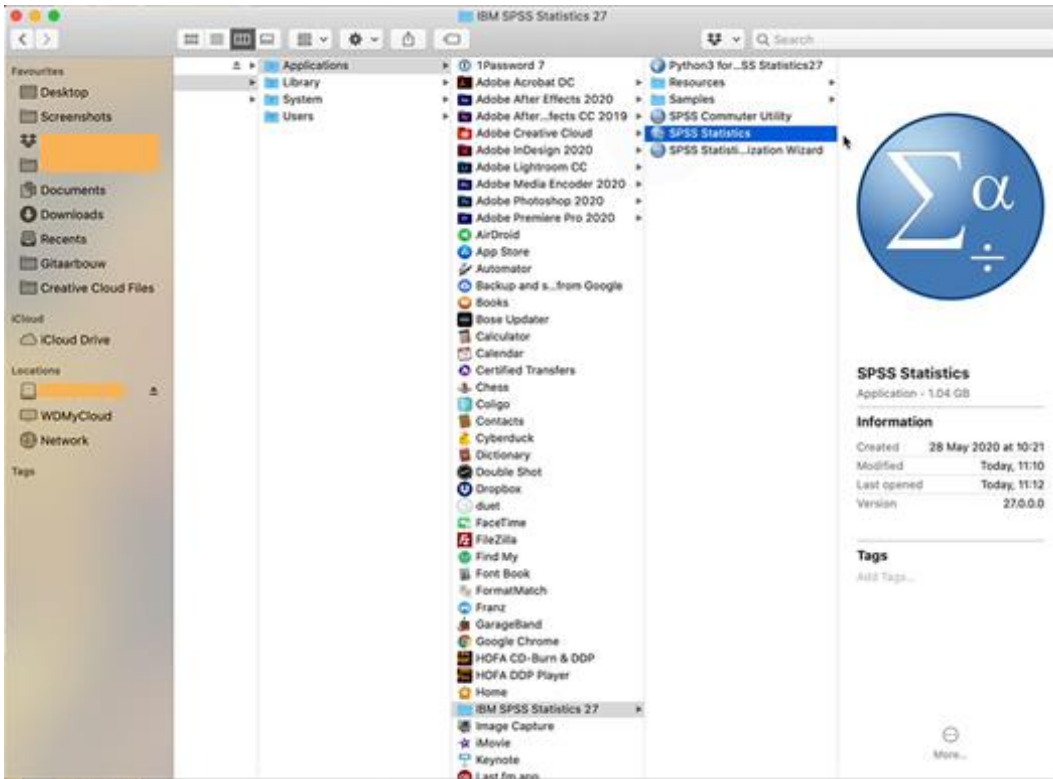 IBM SPSS Statistics 27
Search
Favourites
Desktop
Screenshots
Documents
Downloads
Recents
Gitaarbouw
Creative Cloud Files
iCloud
iCloud Drive
Locations
WDMyCloud
Network
Tags
Applications
Library
System
Users
1Password 7
Adobe Acrobat DC
Adobe After Effects 2020
Adobe After...fects CC 2019
Adobe Creative Cloud
Adobe InDesign 2020
Adobe Lightroom CC
Adobe Media Encoder 2020
Adobe Photoshop 2020
Adobe Premiere Pro 2020
AirDroid
App Store
Automator
Backup and s...from Google
Books
Bose Updater
Calculator
Calendar
Certified Transfers
Chess
Coligo
Contacts
Cyberduck
Dictionary
Double Shot
Dropbox
duet
FaceTime
FileZilla
Find My
Font Book
FormatMatch
Franz
GarageBand
Google Chrome
HOFA CD-Burn & DDP
HOFA DDP Player
Home
IBM SPSS Statistics 27
Image Capture
iMovie
Keynote
Last.fm.app
Python3 for...SS Statistics27
Resources
Samples
SPSS Commuter Utility
SPSS Statistics
SPSS Statisti...ization Wizard
Σα÷
SPSS Statistics
Application - 1.04 GB
Information
Created 28 May 2020 at 10:21
Modified Today, 11:10
Last opened Today, 11:12
Version 27.0.0.0
Tags
Add Tags...
More...